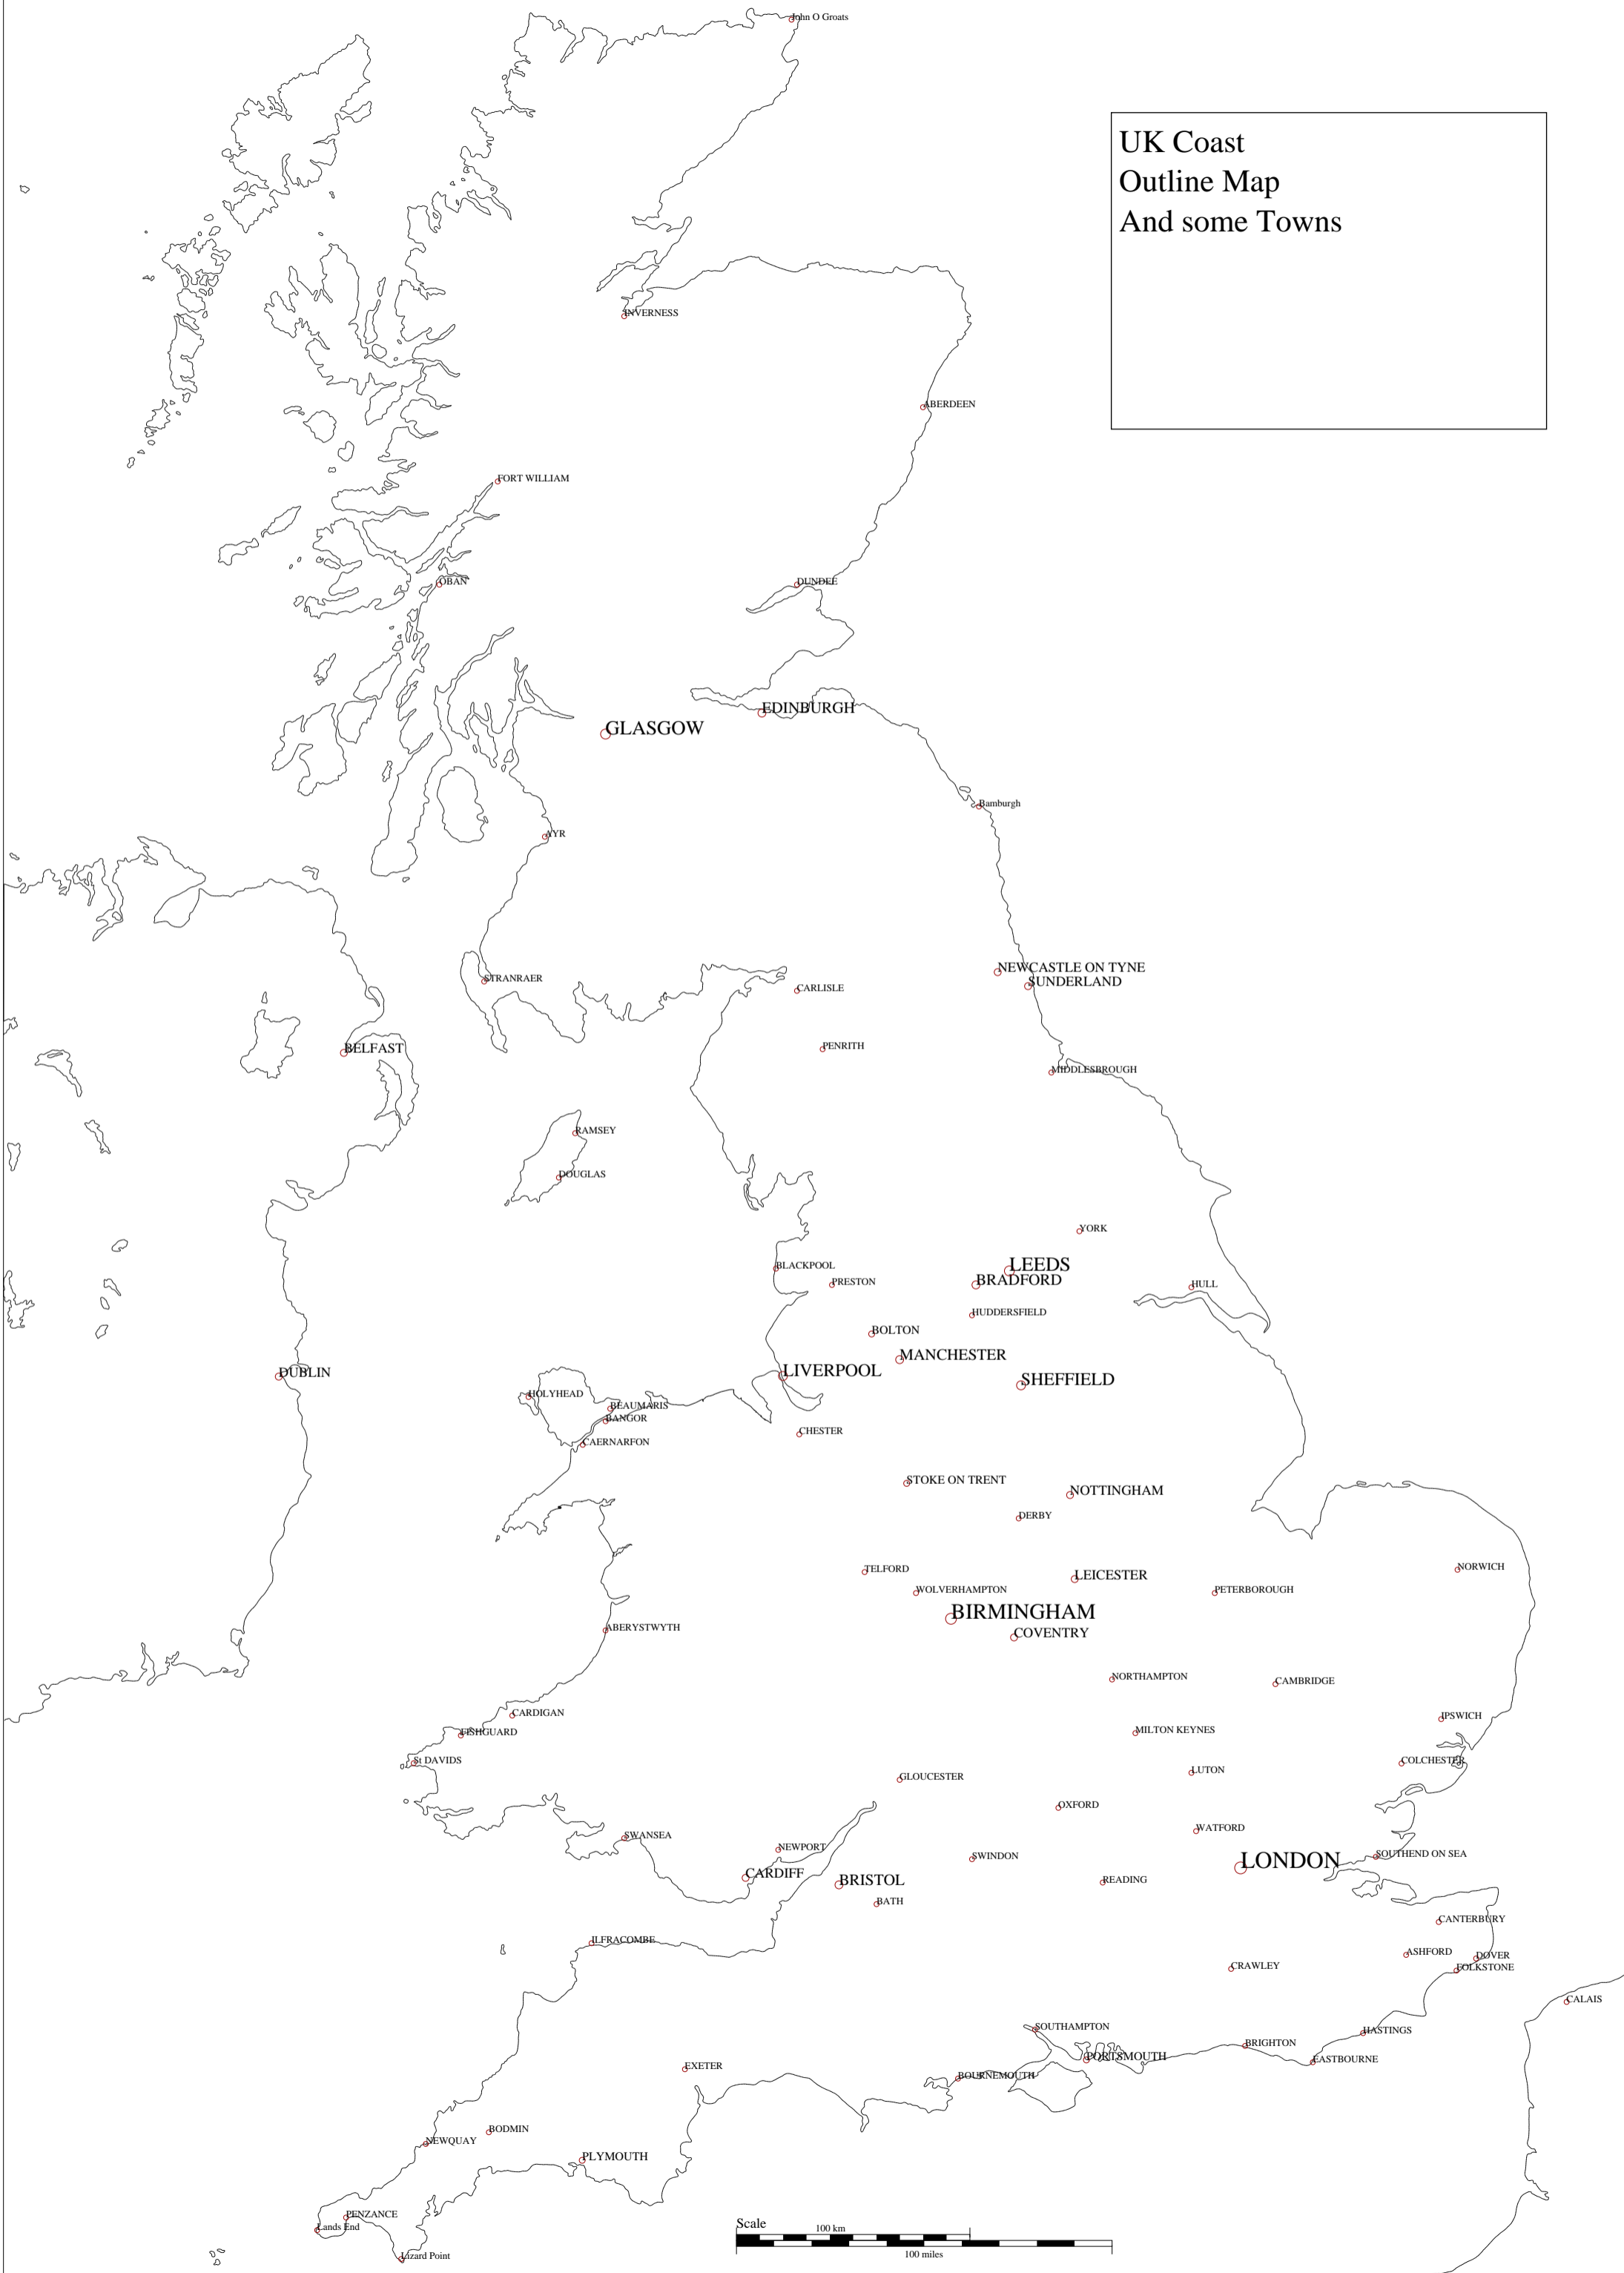 John O Groats
UK Coast
Outline Map
And some Towns
INVERNESS
ABERDEEN
FORT WILLIAM
OBAN
DUNDEE
EDINBURGH
GLASGOW
Bamburgh
AYR
NEWCASTLE ON TYNE
STRANRAER
SUNDERLAND
CARLISLE
BELFAST
PENRITH
MIDDLESBROUGH
RAMSEY
DOUGLAS
YORK
BLACKPOOL
LEEDS
PRESTON
BRADFORD
HULL
HUDDERSFIELD
BOLTON
MANCHESTER
DUBLIN
LIVERPOOL
SHEFFIELD
HOLYHEAD
BEAUMARIS
BANGOR
CHESTER
CAERNARFON
STOKE ON TRENT
NOTTINGHAM
DERBY
TELFORD
NORWICH
LEICESTER
WOLVERHAMPTON
PETERBOROUGH
BIRMINGHAM
ABERYSTWYTH
COVENTRY
NORTHAMPTON
CAMBRIDGE
CARDIGAN
IPSWICH
FISHGUARD
MILTON KEYNES
St DAVIDS
COLCHESTER
LUTON
GLOUCESTER
OXFORD
WATFORD
SWANSEA
NEWPORT
SWINDON
LONDON
SOUTHEND ON SEA
CARDIFF
BRISTOL
READING
BATH
CANTERBURY
ILFRACOMBE
ASHFORD
DOVER
CRAWLEY
FOLKSTONE
CALAIS
SOUTHAMPTON
HASTINGS
BRIGHTON
PORTSMOUTH
EASTBOURNE
EXETER
BOURNEMOUTH
BODMIN
NEWQUAY
PLYMOUTH
PENZANCE
Lands End
Scale
100 km
100 miles
Lizard Point